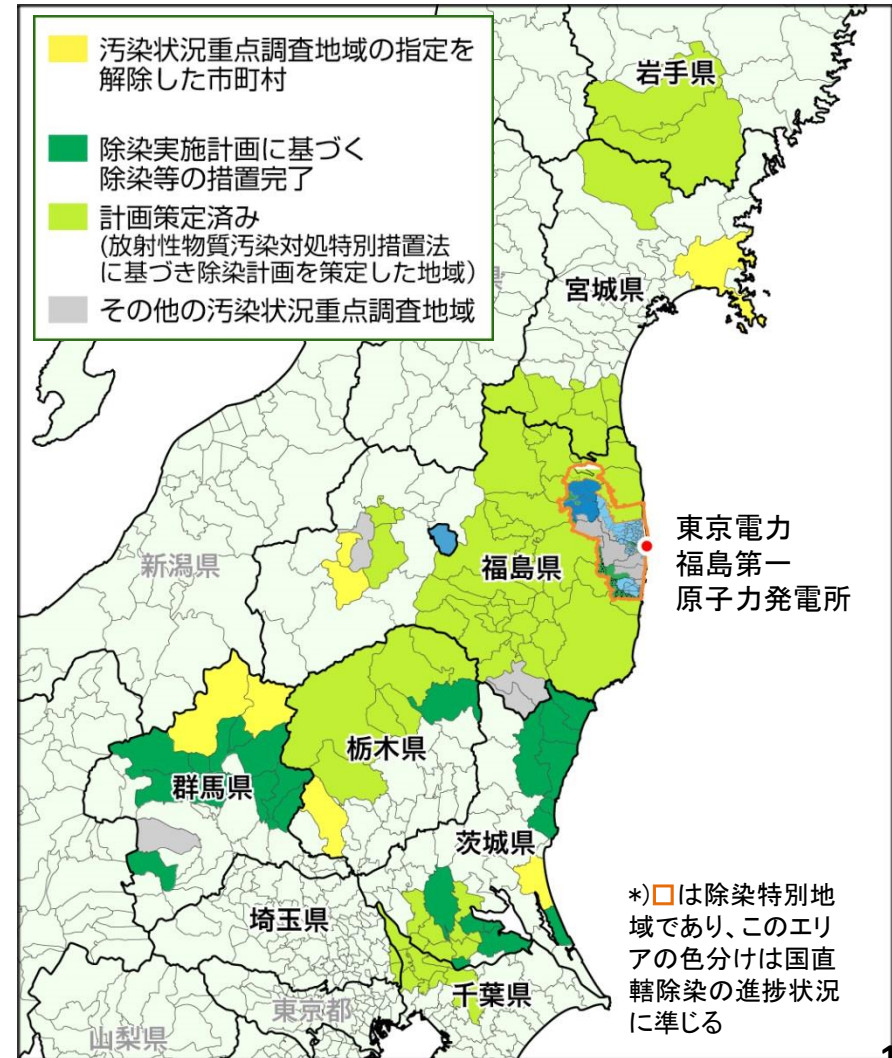 汚染状況重点調査地域の指定を
解除した市町村
除染実施計画に基づく
除染等の措置完了
計画策定済み
(放射性物質汚染対処特別措置法
に基づき除染計画を策定した地域)
その他の汚染状況重点調査地域
岩手県
県
宮城県
新潟県
福島県
東京電力
福島第一
原子力発電所
栃木県
群馬県
茨城県
埼玉県
*)□は除染特別地
域であり、このエリ
アの色分けは国直
轄除染の進捗状況
に準じる
千葉県
東京都
山梨県
1